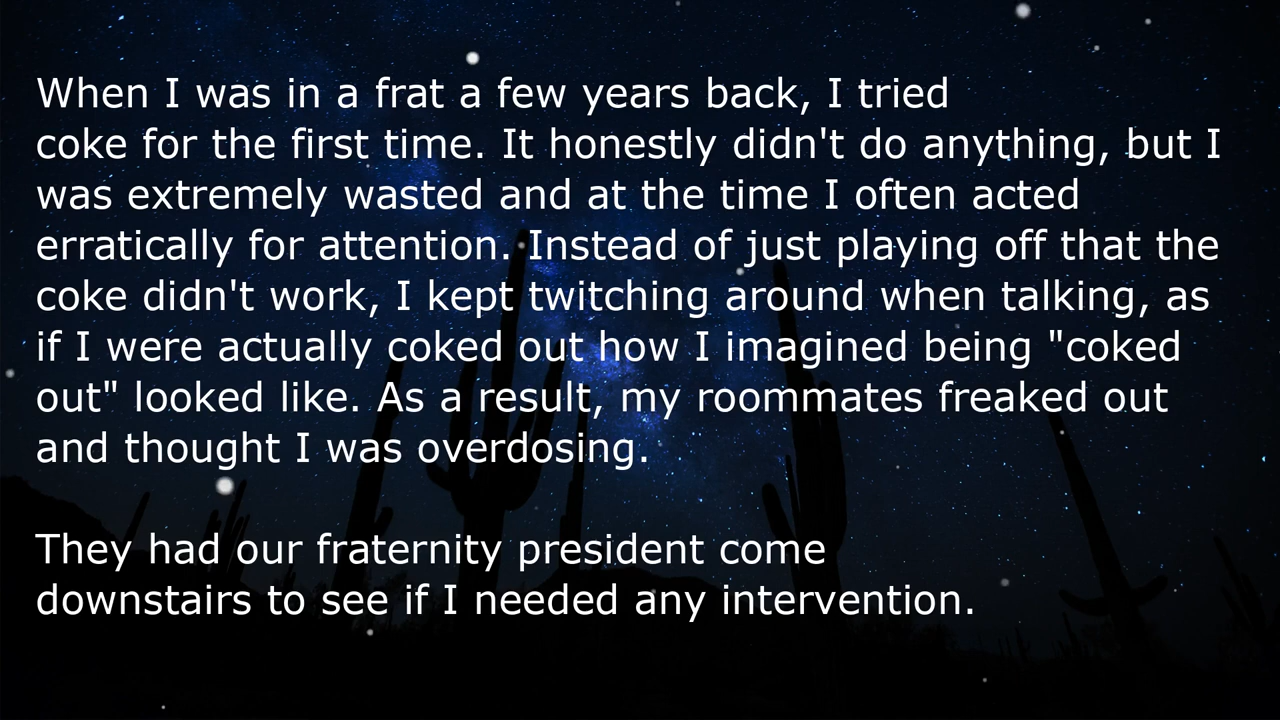 When I was in a frat a few years back, I tried
coke for the first time. It honestly didn't do anything, but I
was extremely wasted and at the time I often acted
erratically for attention. Instead of just playing off that the
coke didn't work, I kept twitching around when talking, as
if I were actually coked out how I imagined being "coked
out" looked like. As a result, my roommates freaked out
and thought I was overdosing.
They had our fraternity president come
downstairs to see if I needed any intervention.